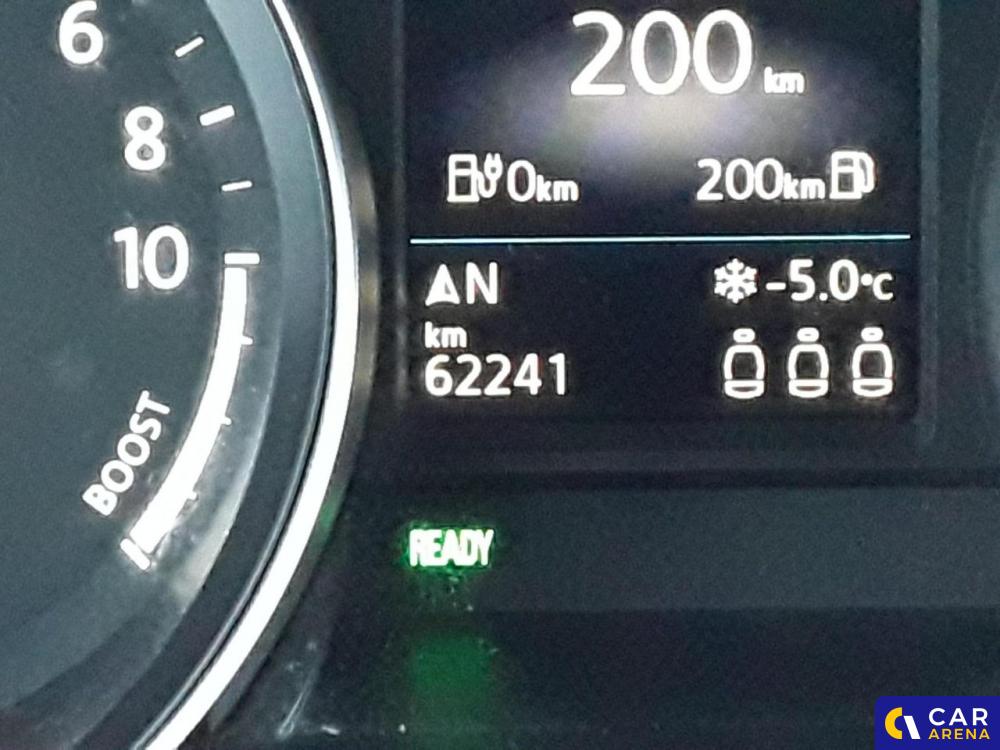 6
8
10
BOOST
200 km
0km
200km
N
-5.0°C
km
62241
READY
CAR
ARENA